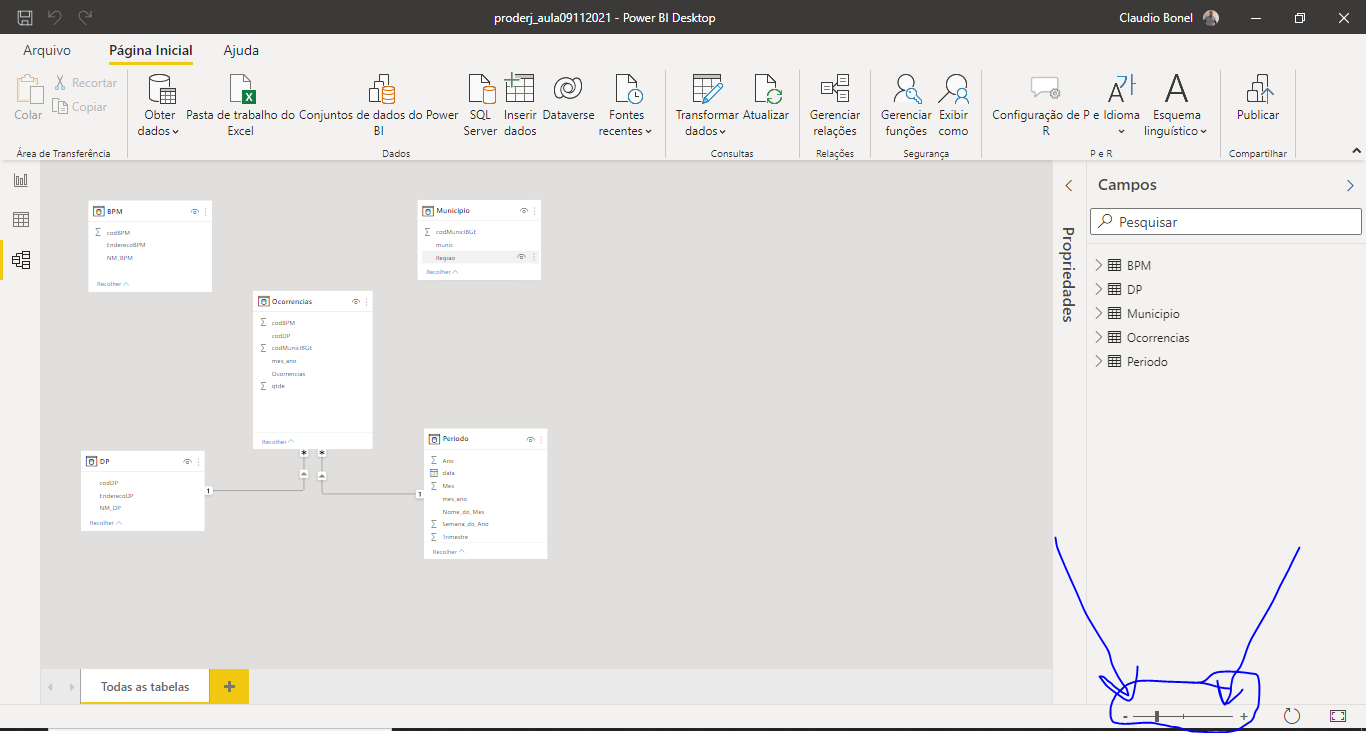 proderj_aula09112021 - Power BI Desktop
Claudio Bonel
Arquivo
Página Inicial
Ajuda
Colar
Recortar
Copiar
Área de Transferência
Obter dados
Pasta de trabalho do Excel
Conjuntos de dados do Power BI
SQL Server
Inserir dados
Dataverse
Fontes recentes
Dados
Transformar dados
Atualizar
Consultas
Gerenciar relações
Relações
Gerenciar funções
Exibir como
Segurança
Configuração de P e R
Idioma
Esquema linguístico
P e R
Publicar
Compartilhar
BPM
codBPM
EnderecoBPM
NM_BPM
Recolher
Municipio
codMunicIBGE
munic
Regiao
Recolher
Ocorrencias
codBPM
codDP
codMunicIBGE
mes_ano
Ocorrencias
qtde
Recolher
DP
codDP
EnderecoDP
NM_DP
Recolher
1
*
*
1
Periodo
Ano
data
Mes
mes_ano
Nome_do_Mes
Semana_do_Ano
Trimestre
Recolher
Propriedades
Campos
Pesquisar
BPM
DP
Municipio
Ocorrencias
Periodo
Todas as tabelas
+
- +